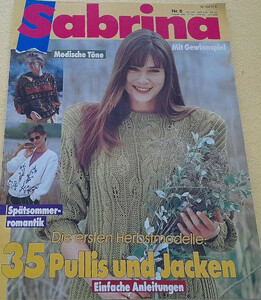 Sabrina
Nr. 8
Modische Töne
Mit Gewinnspiel
Spätsommer-
romantik
Die ersten Herbstmodelle:
35 Pullis und Jacken
Einfache Anleitungen